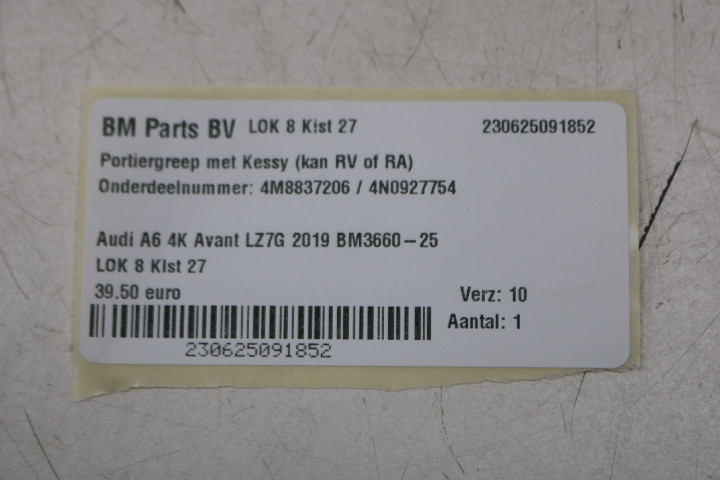 BM Parts BV LOK 8 Kist 27 230625091852
Portiergreep met Kessy (kan RV of RA)
Onderdeelnummer: 4M8837206 / 4N0927754
Audi A6 4K Avant LZ7G 2019 BM3660-25
LOK 8 Kist 27
39.50 euro Verz: 10
Aantal: 1
230625091852